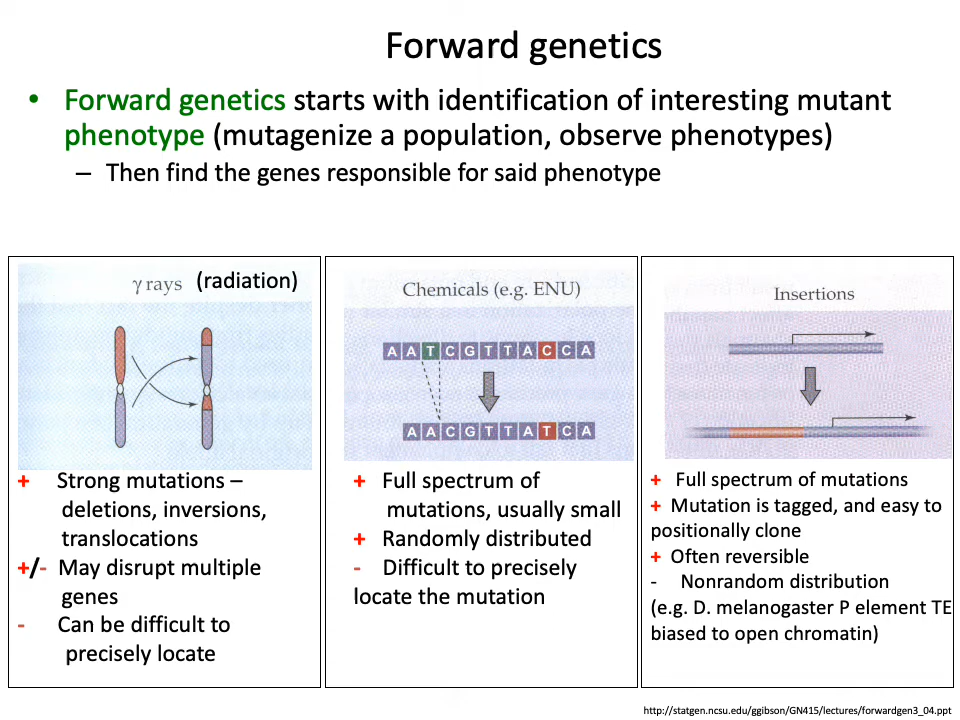 Forward genetics
• Forward genetics starts with identification of interesting mutant
phenotype (mutagenize a population, observe phenotypes)
– Then find the genes responsible for said phenotype
γ rays (radiation)
+ Strong mutations –
deletions, inversions,
translocations
+/- May disrupt multiple
genes
- Can be difficult to
precisely locate
Chemicals (e.g. ENU)
A A T C G T T A C C A
A A C G T T A T C A
+ Full spectrum of
mutations, usually small
+ Randomly distributed
- Difficult to precisely
locate the mutation
Insertions
+ Full spectrum of mutations
+ Mutation is tagged, and easy to
positionally clone
+ Often reversible
- Nonrandom distribution
(e.g. D. melanogaster P element TE
biased to open chromatin)
http://statgen.ncsu.edu/ggibson/GN415/lectures/forwardgen3_04.ppt